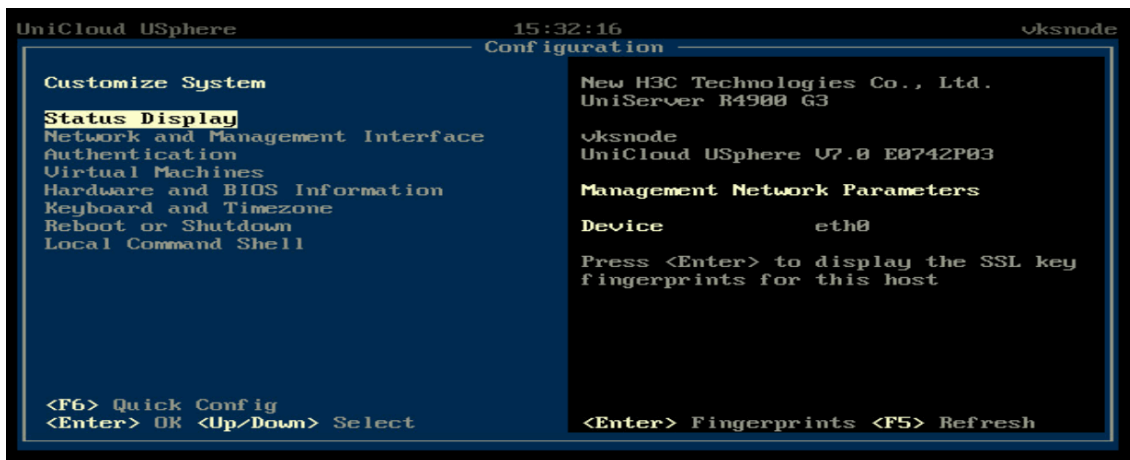 UniCloud USphere 15:32:16 vksnode
Configuration
Customize System
Status Display
Network and Management Interface
Authentication
Virtual Machines
Hardware and BIOS Information
Keyboard and Timezone
Reboot or Shutdown
Local Command Shell
<F6> Quick Config
<Enter> OK <Up/Down> Select
New H3C Technologies Co., Ltd.
UniServer R4900 G3
vksnode
UniCloud USphere V7.0 E0742P03
Management Network Parameters
Device eth0
Press <Enter> to display the SSL key
fingerprints for this host
<Enter> Fingerprints <F5> Refresh